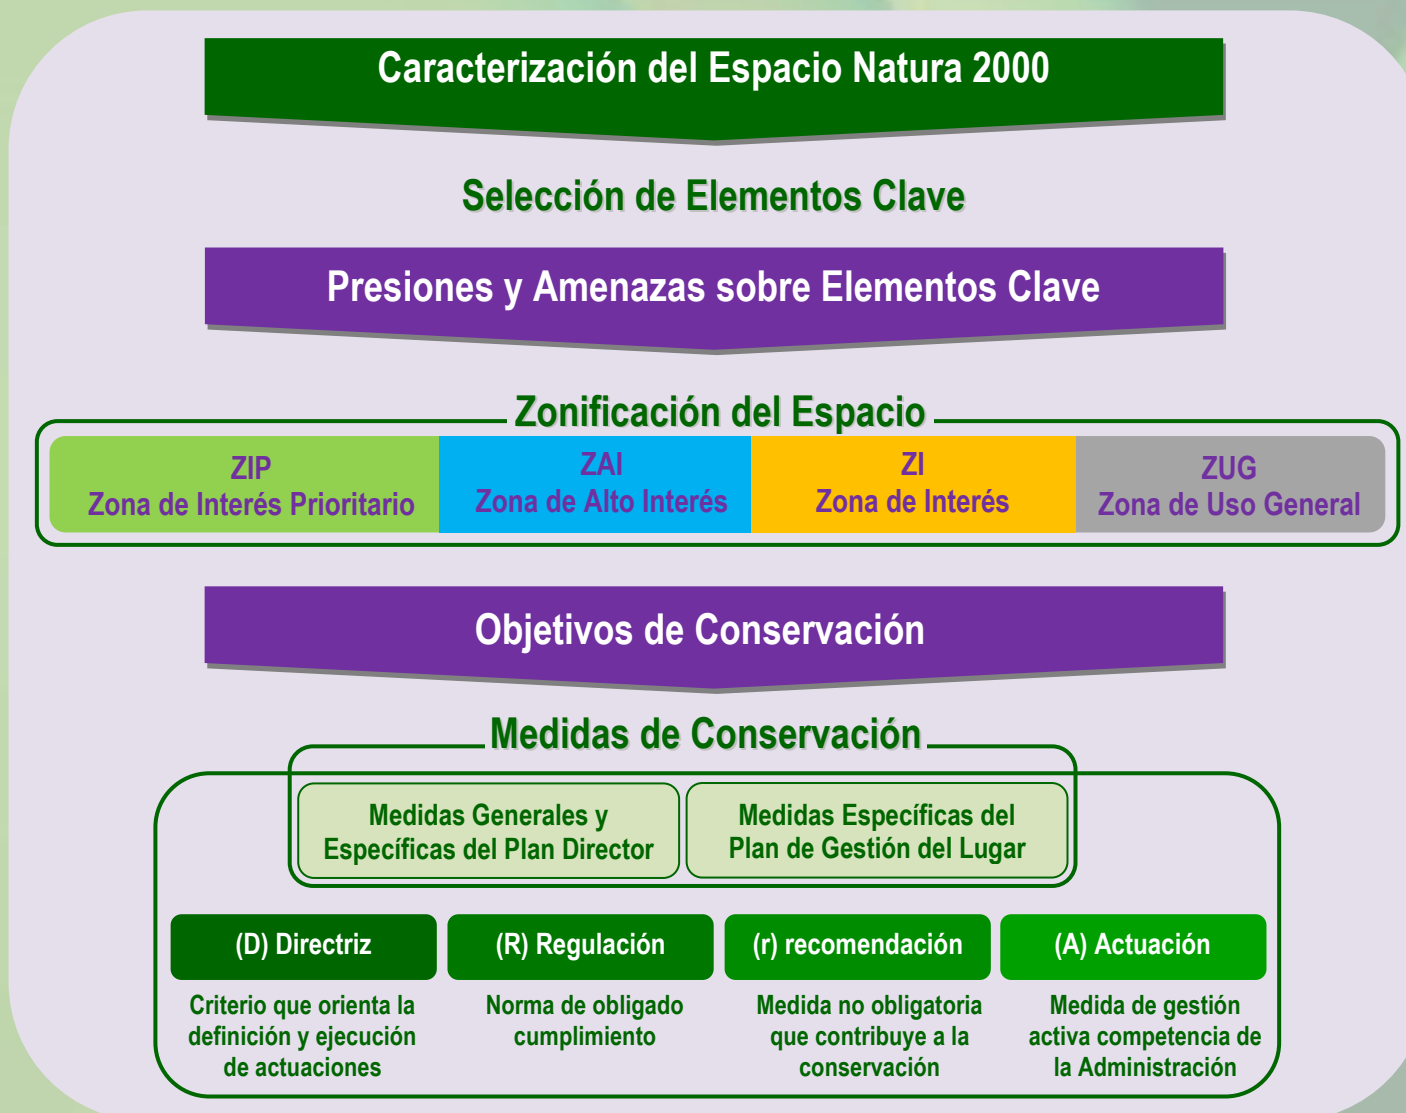 Caracterización del Espacio Natura 2000
Selección de Elementos Clave
Presiones y Amenazas sobre Elementos Clave
Zonificación del Espacio
ZIP
Zona de Interés Prioritario
ZAI
Zona de Alto Interés
ZI
Zona de Interés
ZUG
Zona de Uso General
Objetivos de Conservación
Medidas de Conservación
Medidas Generales y
Específicas del Plan Director
Medidas Específicas del
Plan de Gestión del Lugar
(D) Directriz
Criterio que orienta la
definición y ejecución
de actuaciones
(R) Regulación
Norma de obligado
cumplimiento
(r) recomendación
Medida no obligatoria
que contribuye a la
conservación
(A) Actuación
Medida de gestión
activa competencia de
la Administración